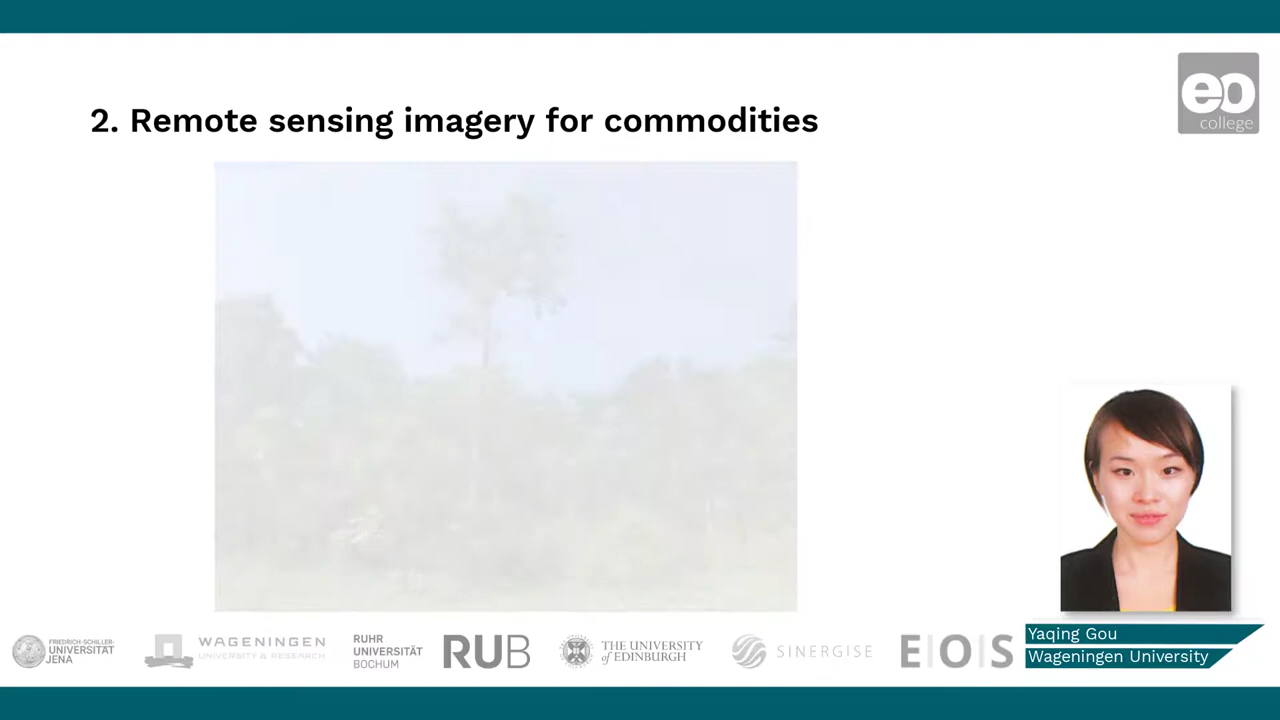 2. Remote sensing imagery for commodities
eo
college
FRIEDRICH-SCHILLER-
UNIVERSITÄT
JENA
WAGENINGEN
UNIVERSITY & RESEARCH
RUHR
UNIVERSITÄT
BOCHUM
RUB
THE UNIVERSITY
of EDINBURGH
SINERGISE
E|O|S
Yaqing Gou
Wageningen University